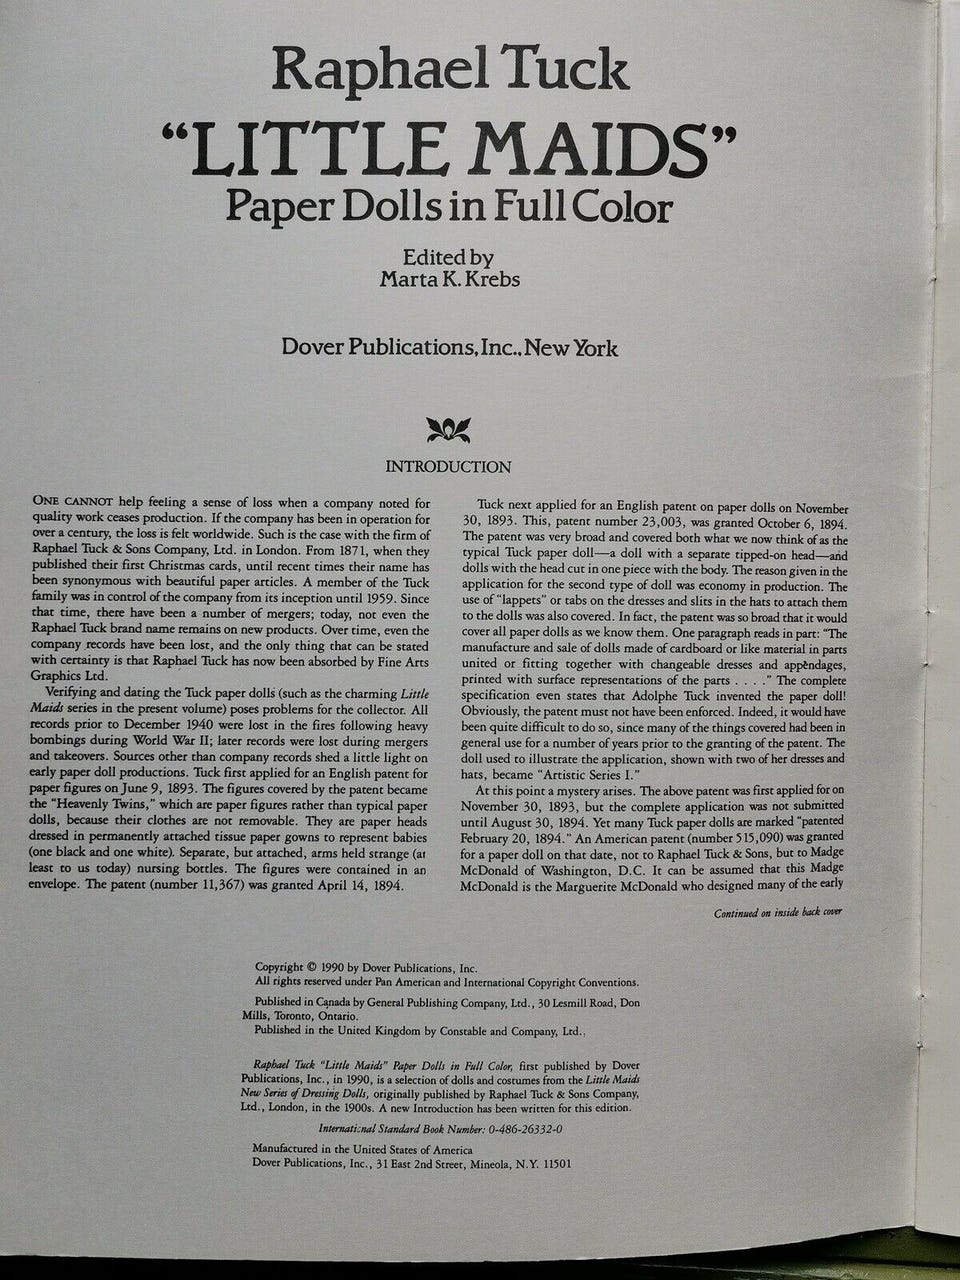 Raphael Tuck
“LITTLE MAIDS”
Paper Dolls in Full Color
Edited by
Marta K. Krebs
Dover Publications, Inc., New York
INTRODUCTION
ONE CANNOT help feeling a sense of loss when a company noted for
quality work ceases production. If the company has been in operation for
over a century, the loss is felt worldwide. Such is the case with the firm of
Raphael Tuck & Sons Company, Ltd. in London. From 1871, when they
published their first Christmas cards, until recent times their name has
been synonymous with beautiful paper articles. A member of the Tuck
family was in control of the company from its inception until 1959. Since
that time, there have been a number of mergers; today, not even the
Raphael Tuck brand name remains on new products. Over time, even the
company records have been lost, and the only thing that can be stated
with certainty is that Raphael Tuck has now been absorbed by Fine Arts
Graphics Ltd.
Verifying and dating the Tuck paper dolls (such as the charming Little
Maids series in the present volume) poses problems for the collector. All
records prior to December 1940 were lost in the fires following heavy
bombings during World War II; later records were lost during mergers
and takeovers. Sources other than company records shed a little light on
early paper doll productions. Tuck first applied for an English patent for
paper figures on June 9, 1893. The figures covered by the patent became
the “Heavenly Twins,” which are paper figures rather than typical paper
dolls, because their clothes are not removable. They are paper heads
dressed in permanently attached tissue paper gowns to represent babies
(one black and one white). Separate, but attached, arms held strange (at
least to us today) nursing bottles. The figures were contained in an
envelope. The patent (number 11,367) was granted April 14, 1894.
Tuck next applied for an English patent on paper dolls on November
30, 1893. This, patent number 23,003, was granted October 6, 1894.
The patent was very broad and covered both what we now think of as the
typical Tuck paper doll—a doll with a separate tipped-on head—and
dolls with the head cut in one piece with the body. The reason given in the
application for the second type of doll was economy in production. The
use of “lappets” or tabs on the dresses and slits in the hats to attach them
to the dolls was also covered. In fact, the patent was so broad that it would
cover all paper dolls as we know them. One paragraph reads in part: “The
manufacture and sale of dolls made of cardboard or like material in parts
united or fitting together with changeable dresses and appendages,
printed with surface representations of the parts . . . .” The complete
specification even states that Adolphe Tuck invented the paper doll!
Obviously, the patent must not have been enforced. Indeed, it would have
been quite difficult to do so, since many of the things covered had been in
general use for a number of years prior to the granting of the patent. The
doll used to illustrate the application, shown with two of her dresses and
hats, became “Artistic Series I.”
At this point a mystery arises. The above patent was first applied for on
November 30, 1893, but the complete application was not submitted
until August 30, 1894. Yet many Tuck paper dolls are marked “patented
February 20, 1894.” An American patent (number 515,090) was granted
for a paper doll on that date, not to Raphael Tuck & Sons, but to Madge
McDonald of Washington, D.C. It can be assumed that this Madge
McDonald is the Marguerite McDonald who designed many of the early
Continued on inside back cover
Copyright © 1990 by Dover Publications, Inc.
All rights reserved under Pan American and International Copyright Conventions.
Published in Canada by General Publishing Company, Ltd., 30 Lesmill Road, Don
Mills, Toronto, Ontario.
Published in the United Kingdom by Constable and Company, Ltd.
Raphael Tuck “Little Maids” Paper Dolls in Full Color, first published by Dover
Publications, Inc., in 1990, is a selection of dolls and costumes from the Little Maids
New Series of Dressing Dolls, originally published by Raphael Tuck & Sons Company,
Ltd., London, in the 1900s. A new Introduction has been written for this edition.
International Standard Book Number: 0-486-26332-0
Manufactured in the United States of America
Dover Publications, Inc., 31 East 2nd Street, Mineola, N.Y. 11501